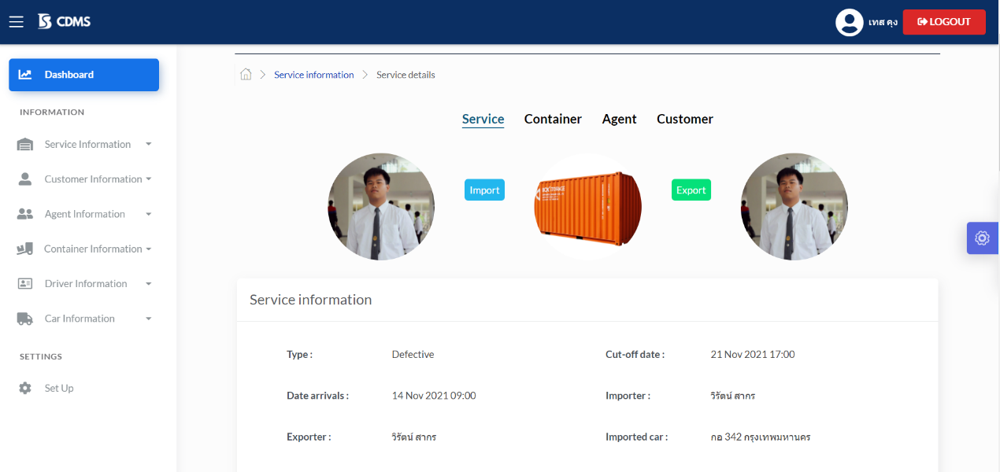 CDMS
เทส คุง
LOGOUT
Dashboard
INFORMATION
Service Information
Customer Information
Agent Information
Container Information
Driver Information
Car Information
SETTINGS
Set Up
Service information
Service details
Service
Container
Agent
Customer
Import
Export
Service information
Type :
Defective
Cut-off date :
21 Nov 2021 17:00
Date arrivals :
14 Nov 2021 09:00
Importer :
วิรัตน์ สากร
Exporter :
วิรัตน์ สากร
Imported car :
กอ 342 กรุงเทพมหานคร